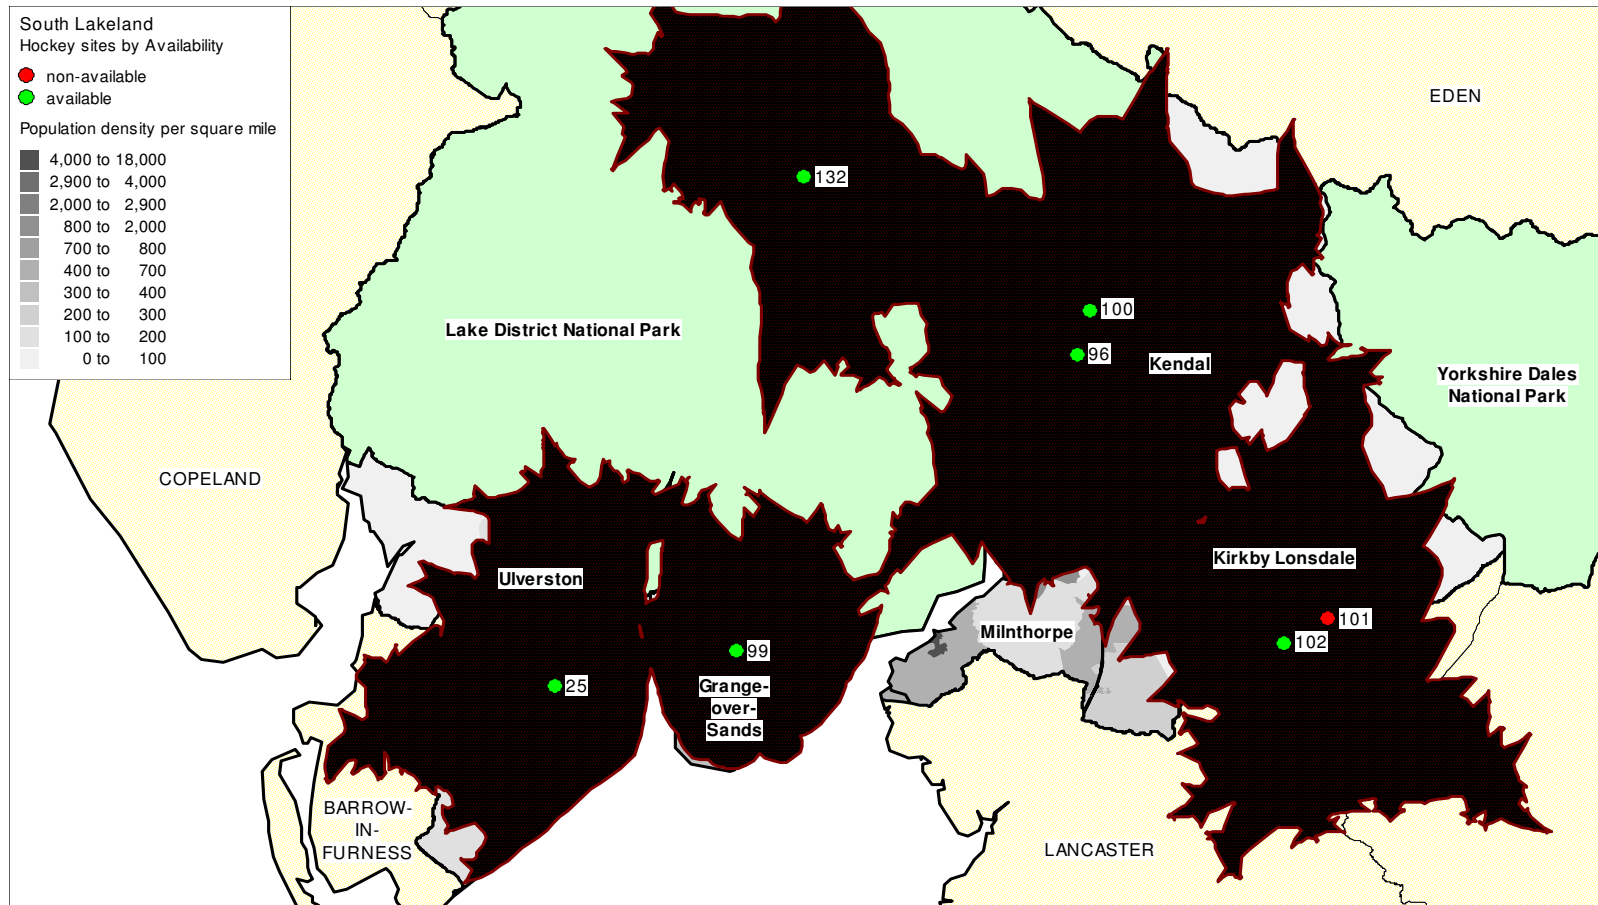 South Lakeland
Hockey sites by Availability
non-available
available
Population density per square mile
4,000 to 18,000
2,900 to 4,000
2,000 to 2,900
800 to 2,000
700 to 800
400 to 700
300 to 400
200 to 300
100 to 200
0 to 100
EDEN
132
100
Lake District National Park
96
Kendal
Yorkshire Dales
National Park
COPELAND
Kirkby Lonsdale
Ulverston
101
Milnthorpe
102
99
25
Grange-
over-
Sands
BARROW-
IN-
FURNESS
LANCASTER